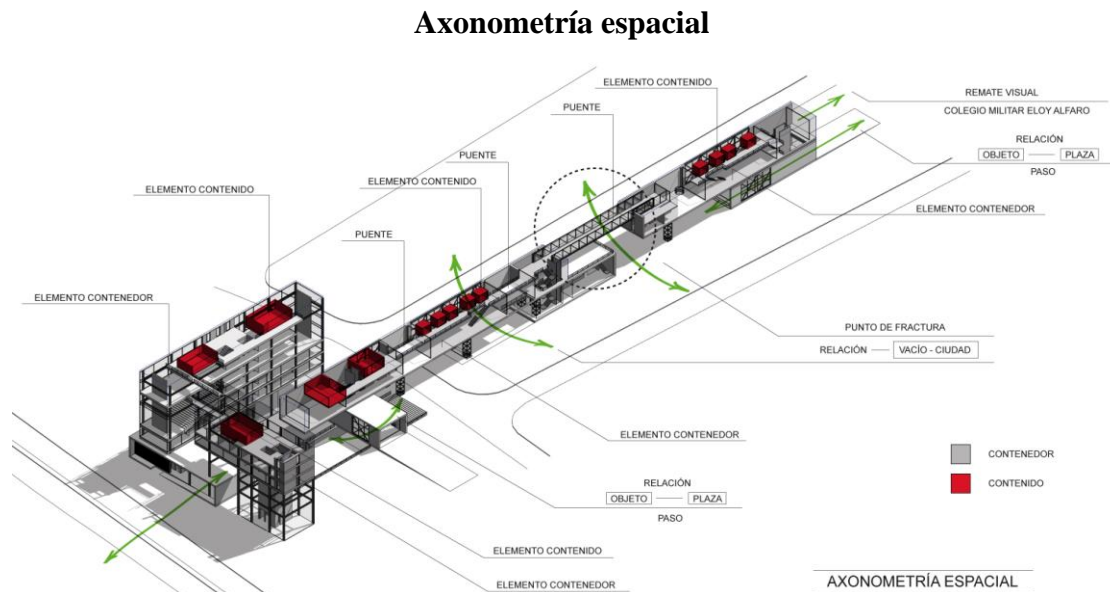 Axonometría espacial
ELEMENTO CONTENIDO
REMATE VISUAL
COLEGIO MILITAR ELOY ALFARO
PUENTE
RELACIÓN
OBJETO PLAZA
PASO
PUENTE
ELEMENTO CONTENIDO
ELEMENTO CONTENIDO
ELEMENTO CONTENEDOR
PUENTE
ELEMENTO CONTENEDOR
PUNTO DE FRACTURA
RELACIÓN VACÍO - CIUDAD
ELEMENTO CONTENEDOR
CONTENEDOR
CONTENIDO
RELACIÓN
OBJETO PLAZA
PASO
ELEMENTO CONTENIDO
ELEMENTO CONTENEDOR
AXONOMETRÍA ESPACIAL